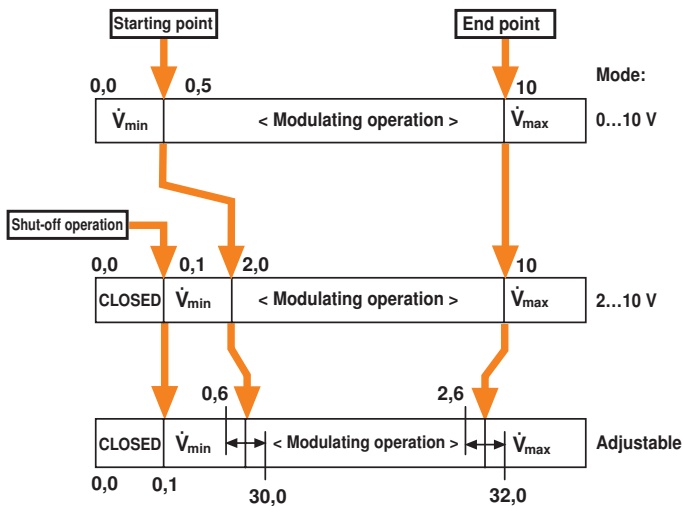 Starting point
End point
0,0
0,5
10
Mode:
V̇min
< Modulating operation >
V̇max
0...10 V
Shut-off operation
0,0
0,1
2,0
10
CLOSED
V̇min
<Modulating operation >
V̇max
2...10 V
0,6
2,6
CLOSED
V̇min
< Modulating operation >
V̇max
Adjustable
0,0
0,1
30,0
32,0